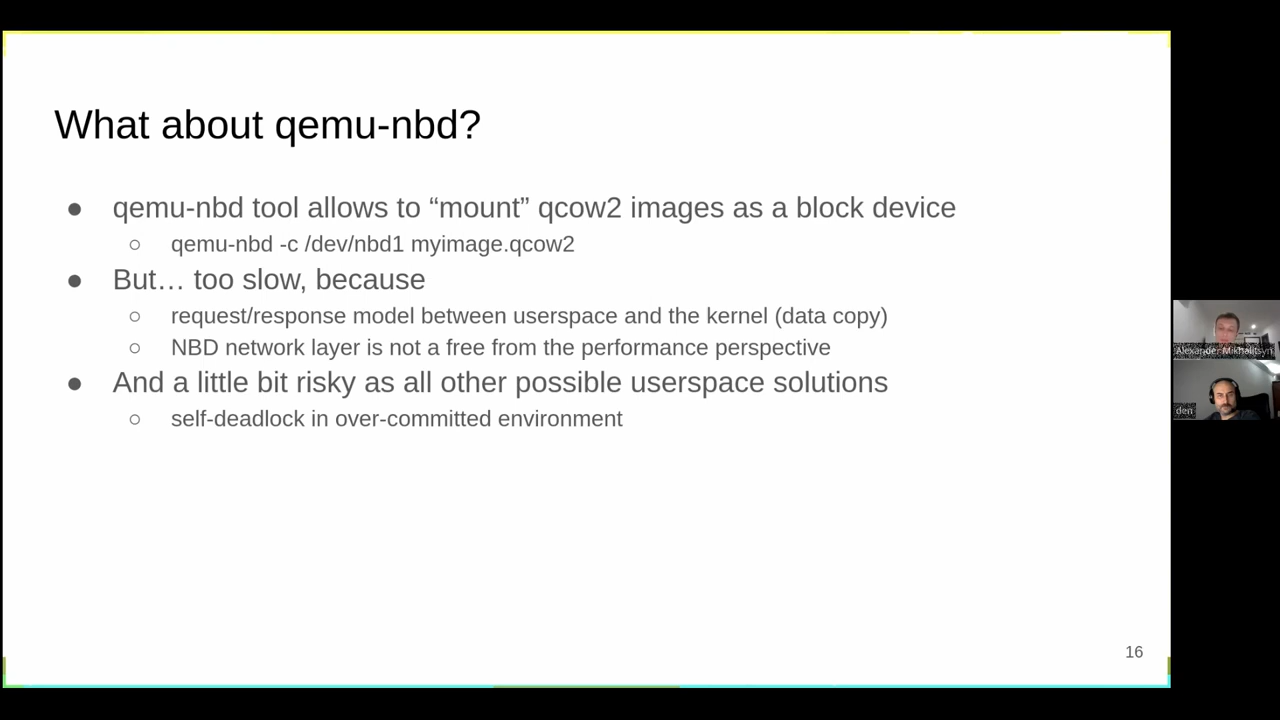 What about qemu-nbd?
● qemu-nbd tool allows to “mount” qcow2 images as a block device
○ qemu-nbd -c /dev/nbd1 myimage.qcow2
● But… too slow, because
○ request/response model between userspace and the kernel (data copy)
○ NBD network layer is not a free from the performance perspective
● And a little bit risky as all other possible userspace solutions
○ self-deadlock in over-committed environment
16
Alexander Mikhalitsyn
den